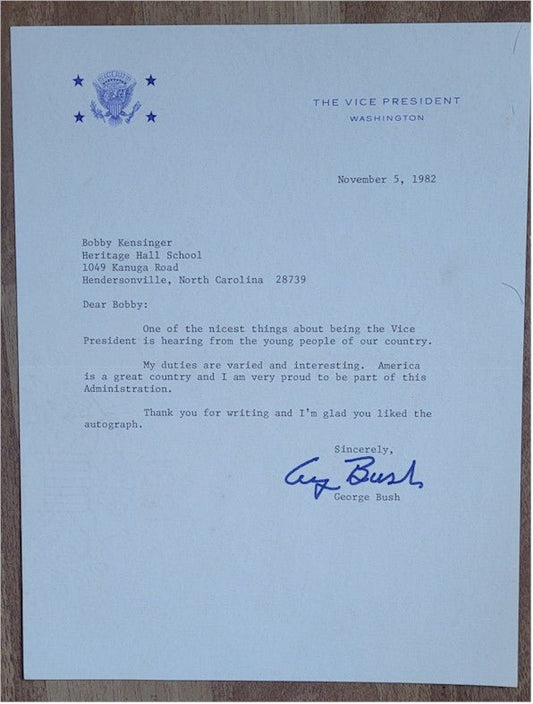 THE VICE PRESIDENT
WASHINGTON
November 5, 1982
Bobby Kensinger
Heritage Hall School
1049 Kanuga Road
Hendersonville, North Carolina 28739
Dear Bobby:
One of the nicest things about being the Vice
President is hearing from the young people of our country.
My duties are varied and interesting. America
is a great country and I am very proud to be part of this
Administration.
Thank you for writing and I'm glad you liked the
autograph.
Sincerely,
Bush
George Bush